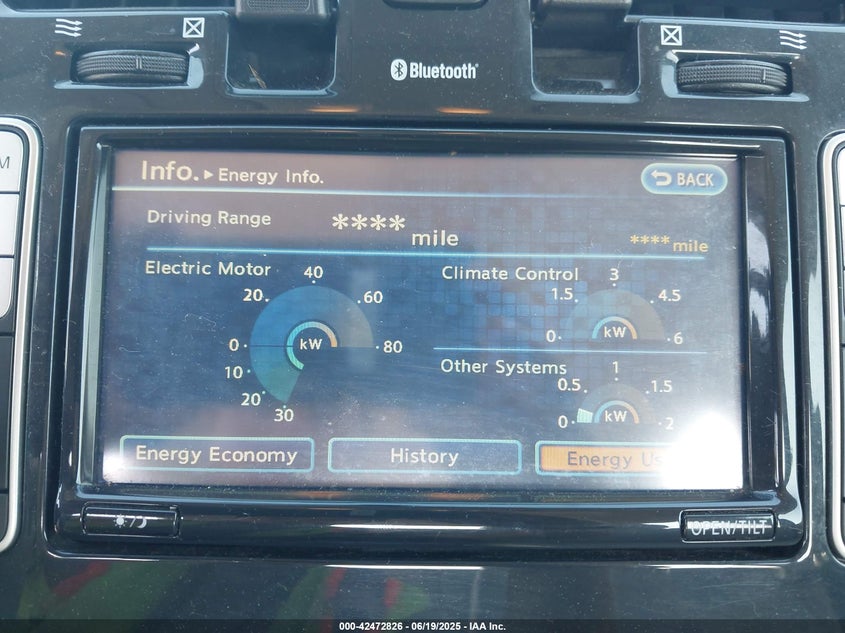 Bluetooth®
M
Info. ▸ Energy Info.
BACK
Driving Range
****mile
****mile
Electric Motor
40
20
60
0
kW
80
10
20
30
Climate Control
3
1.5
4.5
0
kW
6
Other Systems
1
0.5
1.5
0
kW
2
Energy Economy
History
Energy
OPEN/TILT
000-42472826 - 06/19/2025 - IAA Inc.